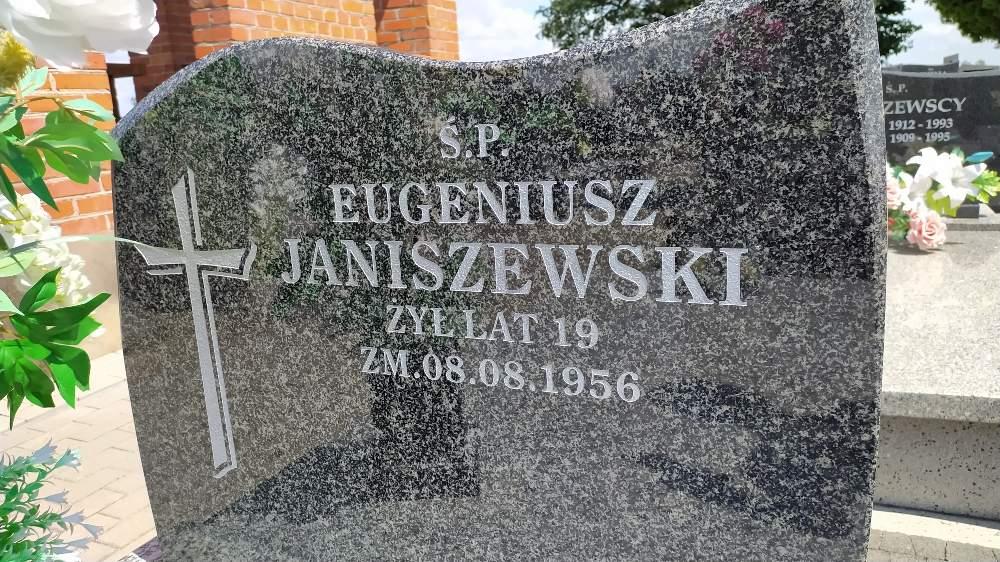 Ś.P.
EUGENIUSZ
JANISZEWSKI
ŻYŁ LAT 19
ZM.08.08.1956
Ś.P.
ZEWSCY
1912 - 1993
1909 - 1995